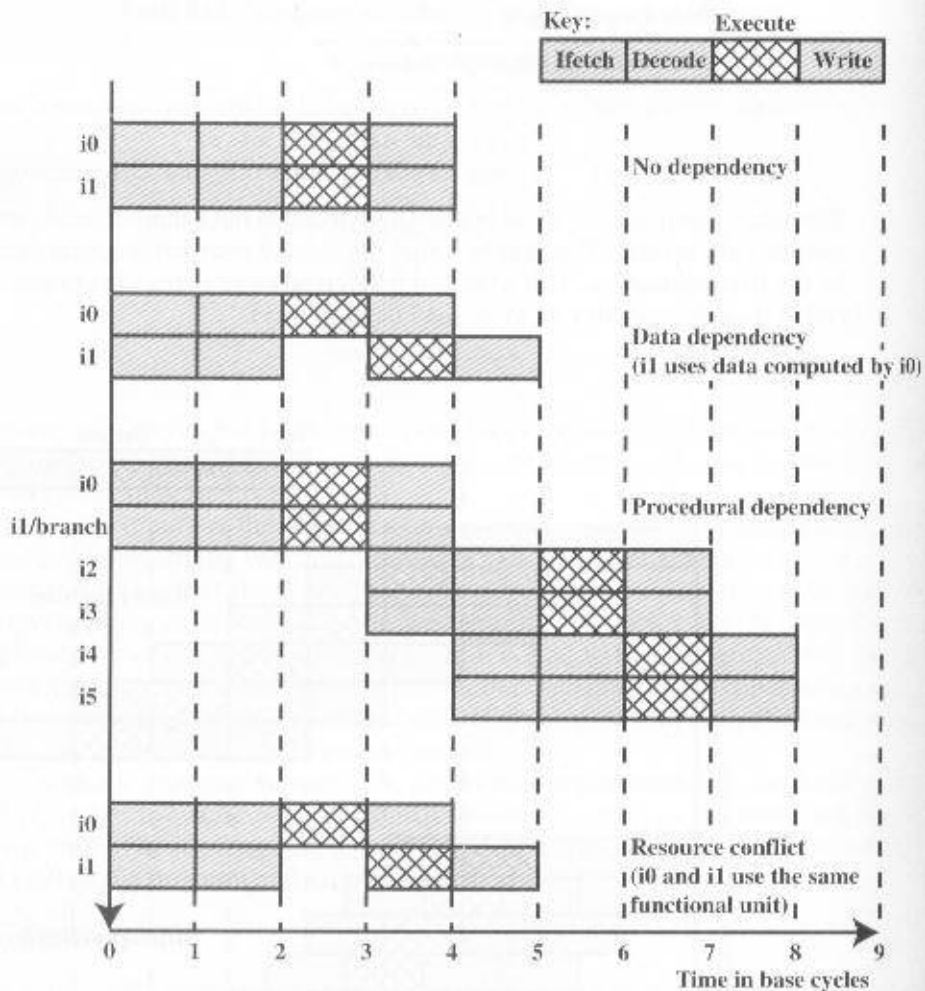 Key: Execute
Ifetch Decode Write
i0
i1
No dependency
i0
i1
Data dependency
(i1 uses data computed by i0)
i0
i1/branch
Procedural dependency
i2
i3
i4
i5
i0
i1
Resource conflict
(i0 and i1 use the same
functional unit)
0 1 2 3 4 5 6 7 8 9
Time in base cycles